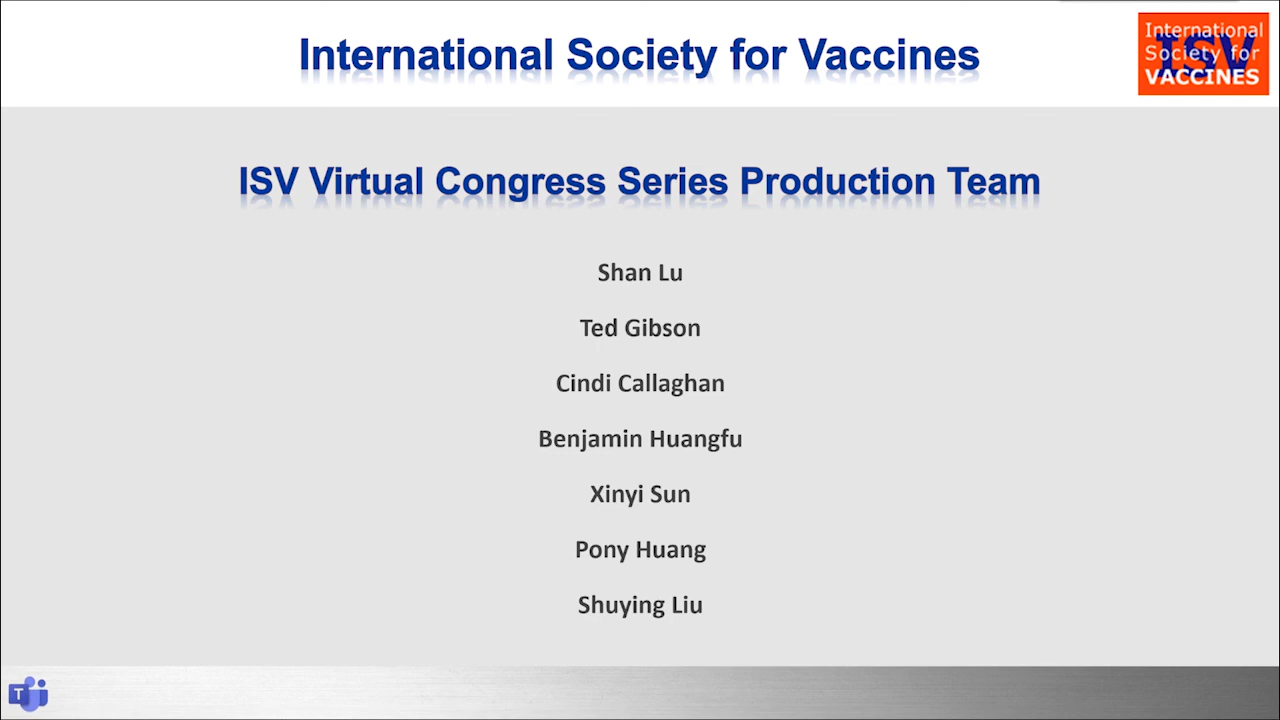 International Society for Vaccines
International
Society for
VACCINES
ISV
ISV Virtual Congress Series Production Team
Shan Lu
Ted Gibson
Cindi Callaghan
Benjamin Huangfu
Xinyi Sun
Pony Huang
Shuying Liu
T